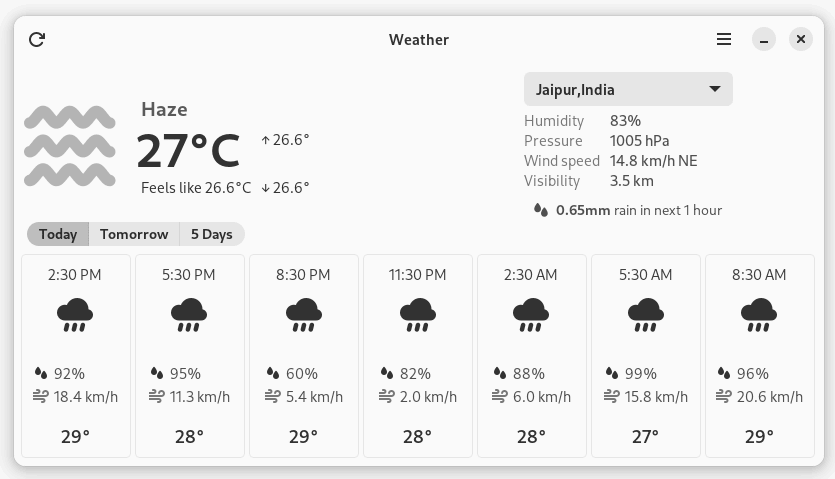 Weather
Haze
27°C
↑ 26.6°
Feels like 26.6°C ↓ 26.6°
Jaipur,India
Humidity 83%
Pressure 1005 hPa
Wind speed 14.8 km/h NE
Visibility 3.5 km
0.65mm rain in next 1 hour
Today Tomorrow 5 Days
2:30 PM 5:30 PM 8:30 PM 11:30 PM 2:30 AM 5:30 AM 8:30 AM
92% 95% 60% 82% 88% 99% 96%
18.4 km/h 11.3 km/h 5.4 km/h 2.0 km/h 6.0 km/h 15.8 km/h 20.6 km/h
29° 28° 29° 28° 28° 27° 29°